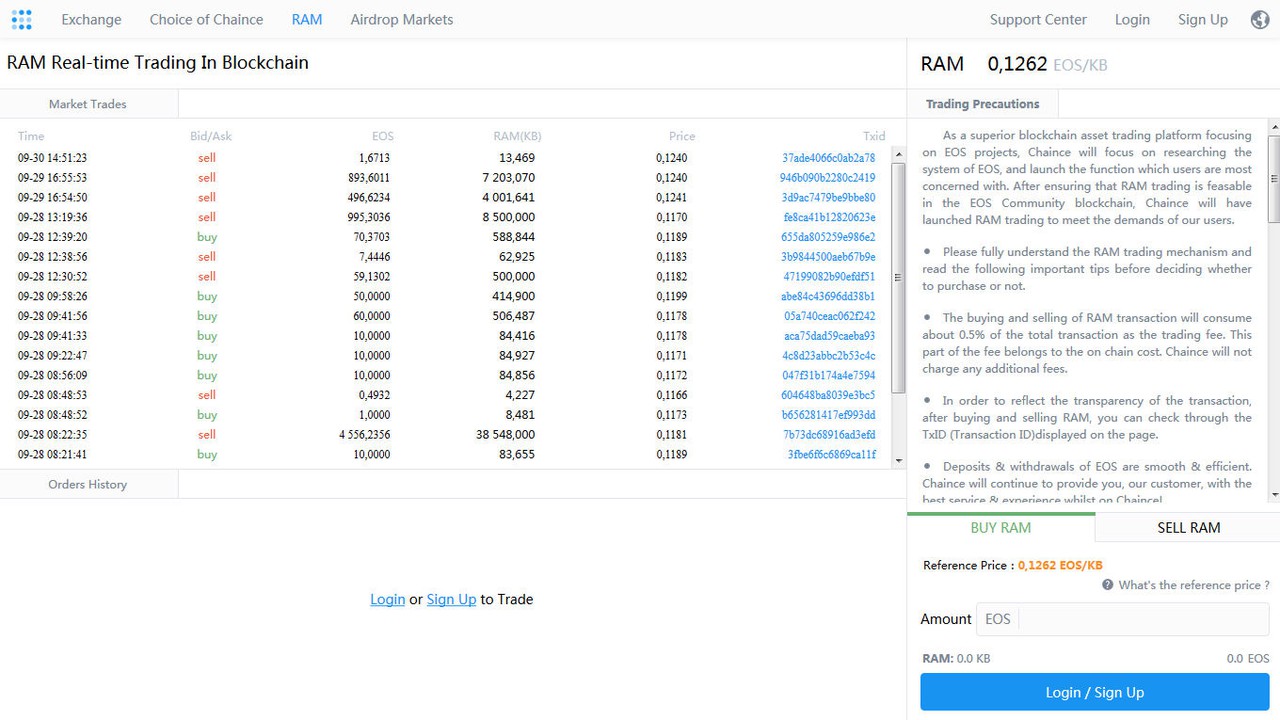 Exchange Choice of Chaince RAM Airdrop Markets Support Center Login Sign Up
RAM Real-time Trading In Blockchain
Market Trades
Time Bid/Ask EOS RAM(KB) Price Txid
09-30 14:51:23 sell 1,6713 13,469 0,1240 37ade4066c0ab2a78
09-29 16:55:53 sell 893,6011 7 203,070 0,1240 946b090b2280c2419
09-29 16:54:50 sell 496,6234 4 001,641 0,1241 3d9ac7479be9bbe80
09-28 13:19:36 sell 995,3036 8 500,000 0,1170 fe8ca41b12820623e
09-28 12:39:20 buy 70,3703 588,844 0,1189 655da805259e986e2
09-28 12:38:56 sell 7,4446 62,925 0,1183 3b9844500aeb67b9e
09-28 12:30:52 sell 59,1302 500,000 0,1182 47199082b90efdf51
09-28 09:58:26 buy 50,0000 414,900 0,1199 abe84c43696dd38b1
09-28 09:41:56 buy 60,0000 506,487 0,1178 05a740ceac062f242
09-28 09:41:33 buy 10,0000 84,416 0,1178 aca75dad59caeba93
09-28 09:22:47 buy 10,0000 84,927 0,1171 4c8d23abbc2b53c4c
09-28 08:56:09 buy 10,0000 84,856 0,1172 047f31b174a4e7594
09-28 08:48:53 sell 0,4932 4,227 0,1166 604648ba8039e3bc5
09-28 08:48:52 buy 1,0000 8,481 0,1173 b656281417ef993dd
09-28 08:22:35 sell 4 556,2356 38 548,000 0,1181 7b73dc68916ad3efd
09-28 08:21:41 buy 10,0000 83,655 0,1189 3fbe6f6c6869ca11f
Orders History
Login or Sign Up to Trade
RAM 0,1262 EOS/KB
Trading Precautions
As a superior blockchain asset trading platform focusing
on EOS projects, Chaince will focus on researching the
system of EOS, and launch the function which users are most
concerned with. After ensuring that RAM trading is feasable
in the EOS Community blockchain, Chaince will have
launched RAM trading to meet the demands of our users.
• Please fully understand the RAM trading mechanism and
read the following important tips before deciding whether
to purchase or not.
• The buying and selling of RAM transaction will consume
about 0.5% of the total transaction as the trading fee. This
part of the fee belongs to the on chain cost. Chaince will not
charge any additional fees.
• In order to reflect the transparency of the transaction,
after buying and selling RAM, you can check through the
TxID (Transaction ID)displayed on the page.
• Deposits & withdrawals of EOS are smooth & efficient.
Chaince will continue to provide you, our customer, with the
best service & experience whilst on Chaince!
BUY RAM SELL RAM
Reference Price : 0,1262 EOS/KB
What's the reference price ?
Amount EOS
RAM: 0.0 KB 0.0 EOS
Login / Sign Up